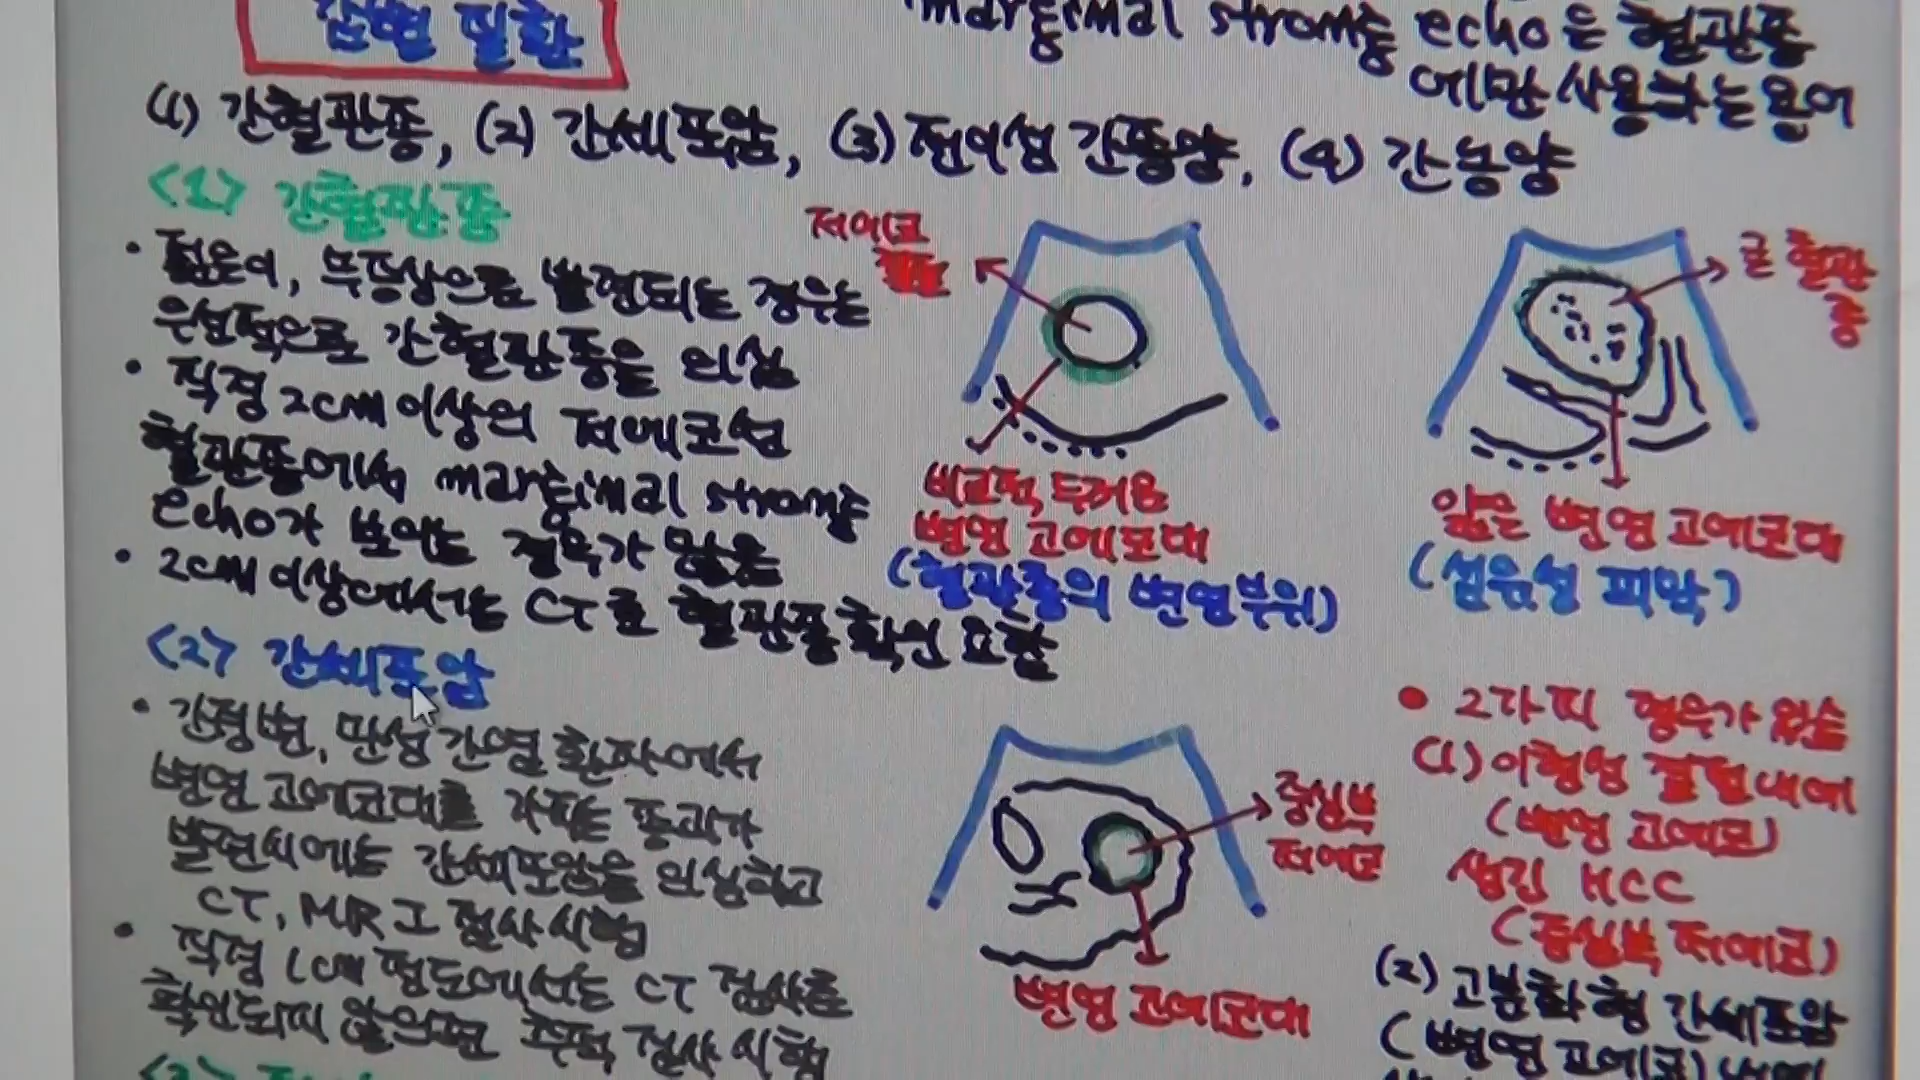 감별 질환
marginal strong echo은 혈관종
에만 사용하는 용어
(1) 간혈관종, (2) 간세포암, (3) 전이성 간종양, (4) 간농양
<1> 간혈관종
• 젊은이, 무증상으로 발견되는 경우는
우선적으로 간혈관종을 의심
• 직경 2cm 이상의 저에코성
혈관종에서 marginal strong
echo가 보이는 경우가 많음
• 2cm 이상에서는 CT로 혈관종 확인 요함
저에코
비교적 두꺼운
변연 고에코대
(혈관종의 변연부위)
큰 혈관
종
얇은 변연 고에코대
(섬유성 피막)
<2> 간세포암
• 간경변, 만성 간염 환자에서
변연 고에코대를 가지는 종괴가
발견시에는 간세포암을 의심하고
CT, MRI 검사 시행
• 직경 1cm 정도에서는 CT 검사로
확인되지 않으면 추적 검사 시행
중심부
저에코
변연 고에코대
• 2가지 경우가 있음
(1) 이형성 결절내에
(변연 고에코)
생긴 HCC
(중심부 저에코)
(2) 고분화형 간세포암
(변연 고에코) 내에